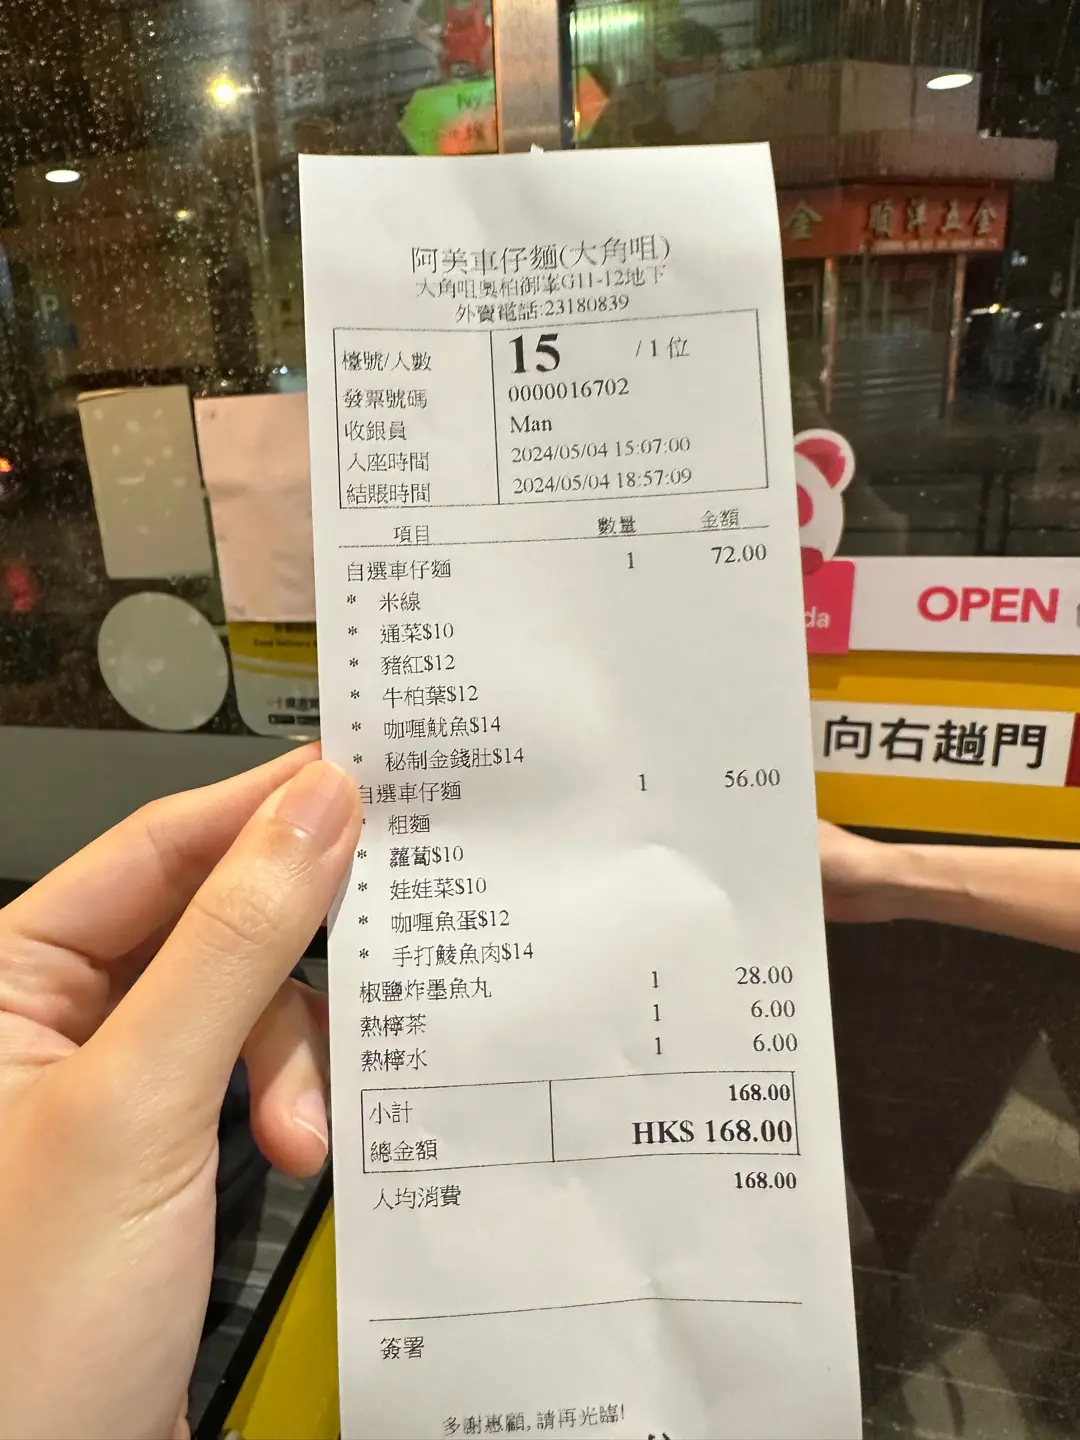 順洋五金
阿美車仔麵(大角咀)
大角咀奧柏御峯G11-12地下
外賣電話:23180839
檯號/人數 15 /1位
發票號碼 0000016702
收銀員 Man
入座時間 2024/05/04 15:07:00
結賬時間 2024/05/04 18:57:09
項目 數量 金額
自選車仔麵 1 72.00
* 米線
* 通菜$10
* 豬紅$12
* 牛柏葉$12
* 咖喱魷魚$14
* 秘制金錢肚$14
自選車仔麵 1 56.00
* 粗麵
* 蘿蔔$10
* 娃娃菜$10
* 咖喱魚蛋$12
* 手打鯪魚肉$14
椒鹽炸墨魚丸 1 28.00
熱檸茶 1 6.00
熱檸水 1 6.00
小計 168.00
總金額 HK$ 168.00
人均消費 168.00
簽署
多謝惠顧,請再光臨!
da
OPEN
向右趟門